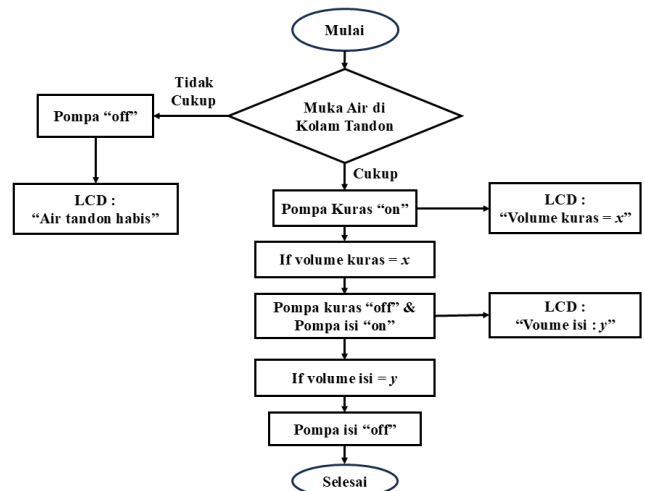 Mulai
Tidak
Cukup
Muka Air di
Kolam Tandon
Pompa “off”
Cukup
LCD :
“Air tandon habis”
Pompa Kuras “on”
LCD :
“Volume kuras = x”
If volume kuras = x
Pompa kuras “off” &
Pompa isi “on”
LCD :
“Voume isi : y”
If volume isi = y
Pompa isi “off”
Selesai